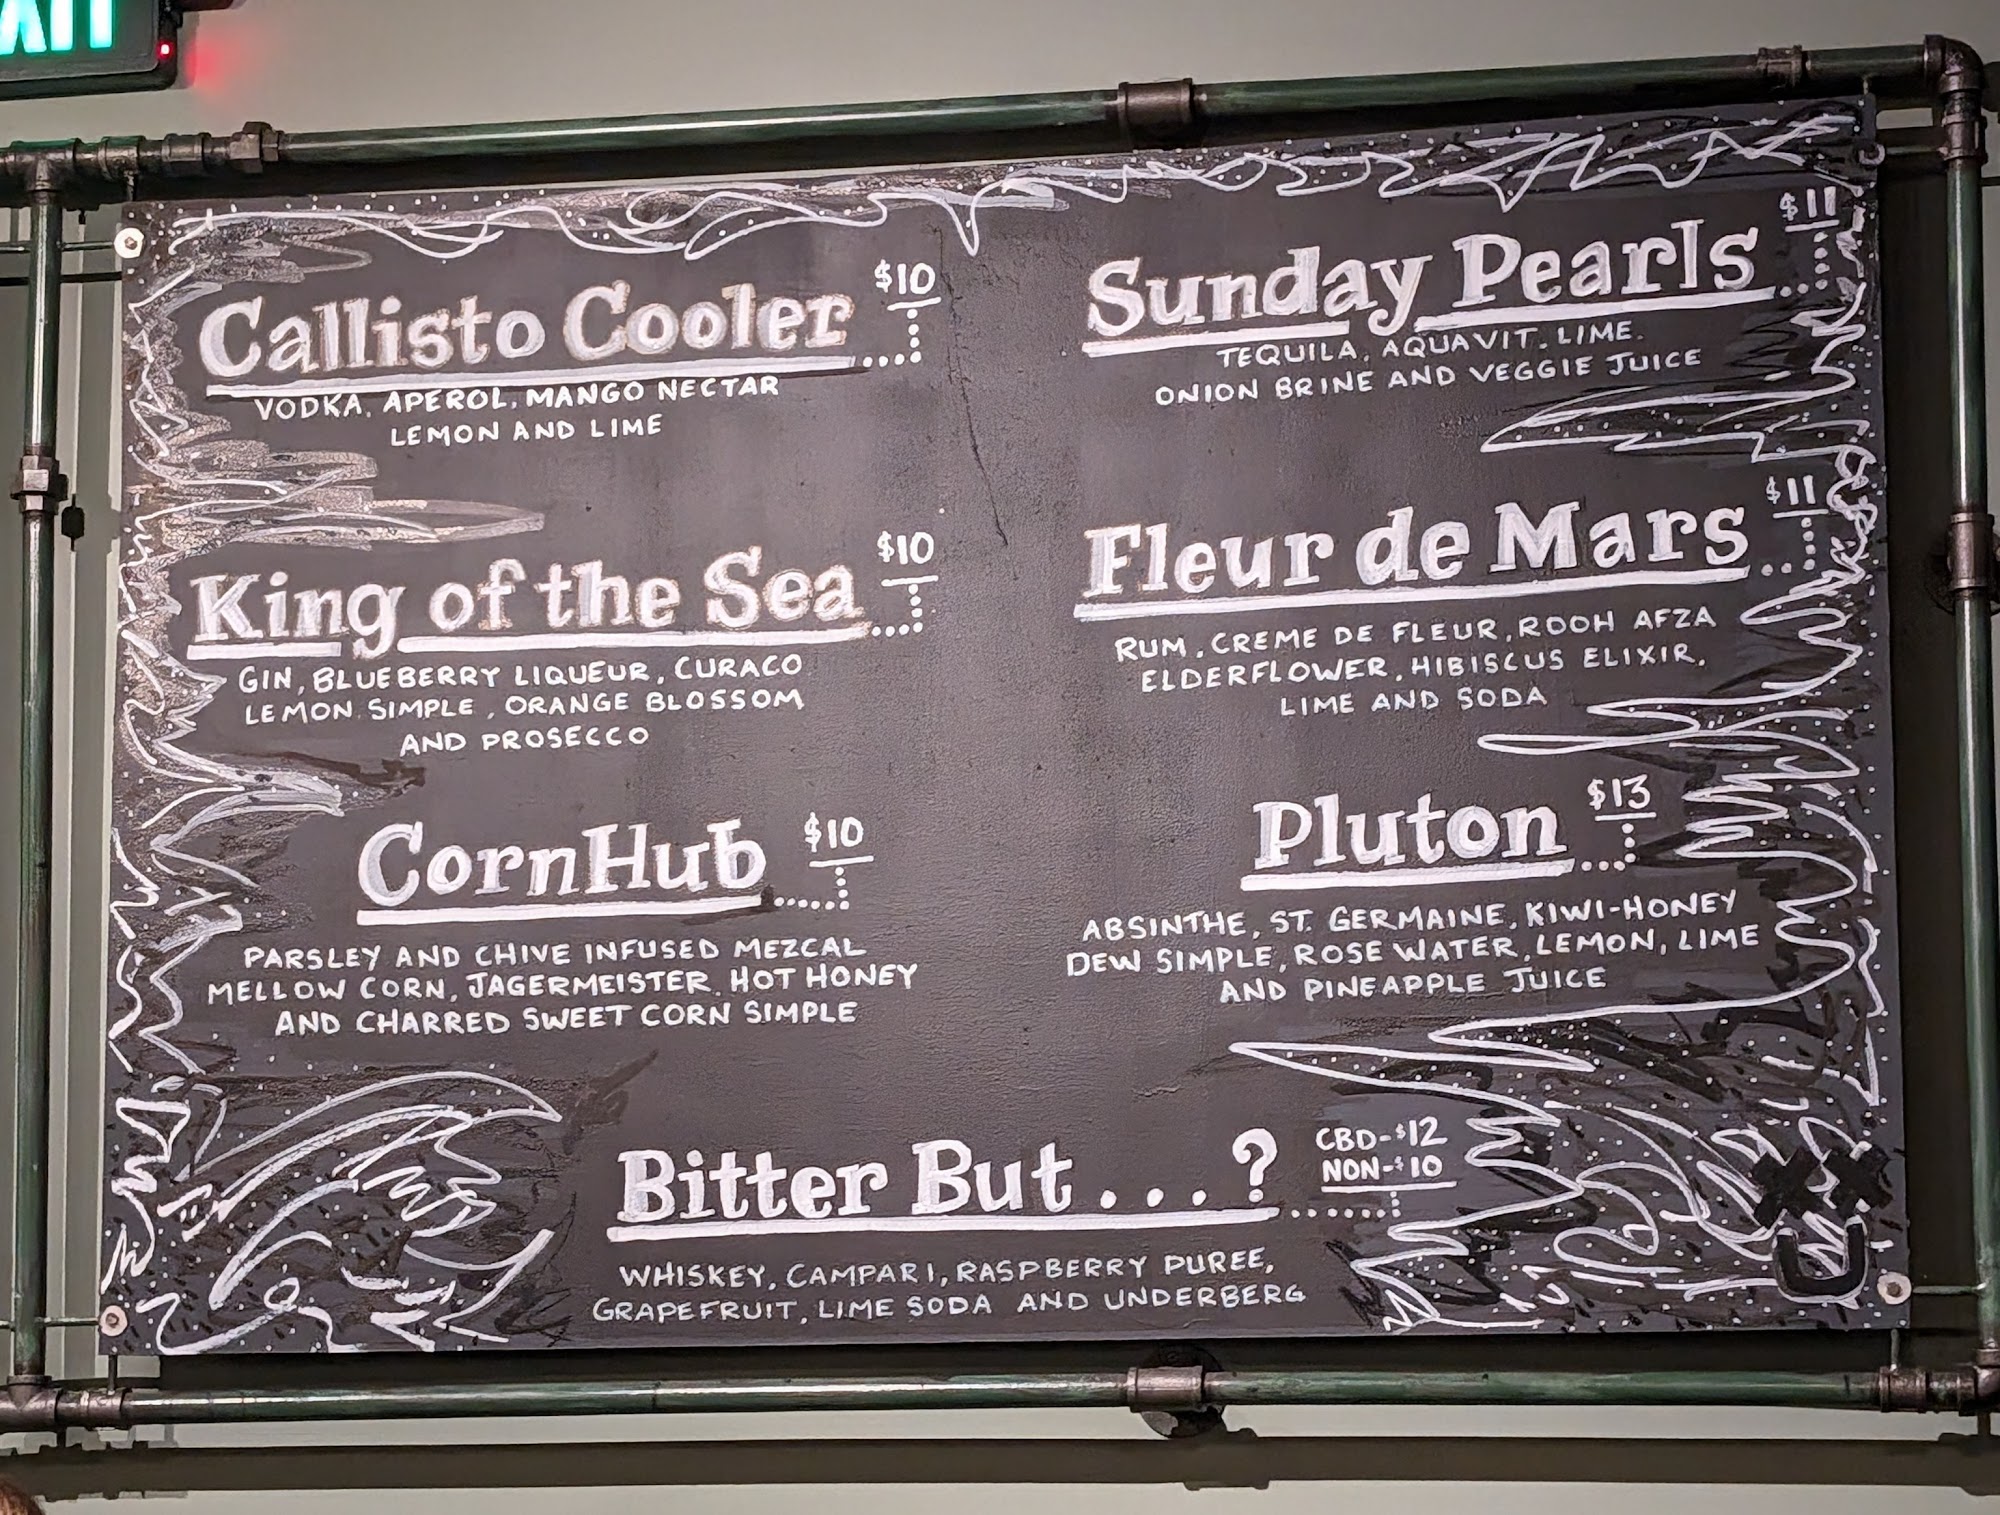 EXIT
Callisto Cooler $10
VODKA, APEROL, MANGO NECTAR
LEMON AND LIME
King of the Sea $10
GIN, BLUEBERRY LIQUEUR, CURACO
LEMON SIMPLE, ORANGE BLOSSOM
AND PROSECCO
CornHub $10
PARSLEY AND CHIVE INFUSED MEZCAL
MELLOW CORN, JAGERMEISTER, HOT HONEY
AND CHARRED SWEET CORN SIMPLE
Sunday Pearls $11
TEQUILA, AQUAVIT, LIME,
ONION BRINE AND VEGGIE JUICE
Fleur de Mars $11
RUM, CREME DE FLEUR, ROOH AFZA
ELDERFLOWER, HIBISCUS ELIXIR,
LIME AND SODA
Pluton $13
ABSINTHE, ST. GERMAINE, KIWI-HONEY
DEW SIMPLE, ROSE WATER, LEMON, LIME
AND PINEAPPLE JUICE
Bitter But . . . ? CBD-$12
NON-$10
WHISKEY, CAMPARI, RASPBERRY PUREE,
GRAPEFRUIT, LIME SODA AND UNDERBERG